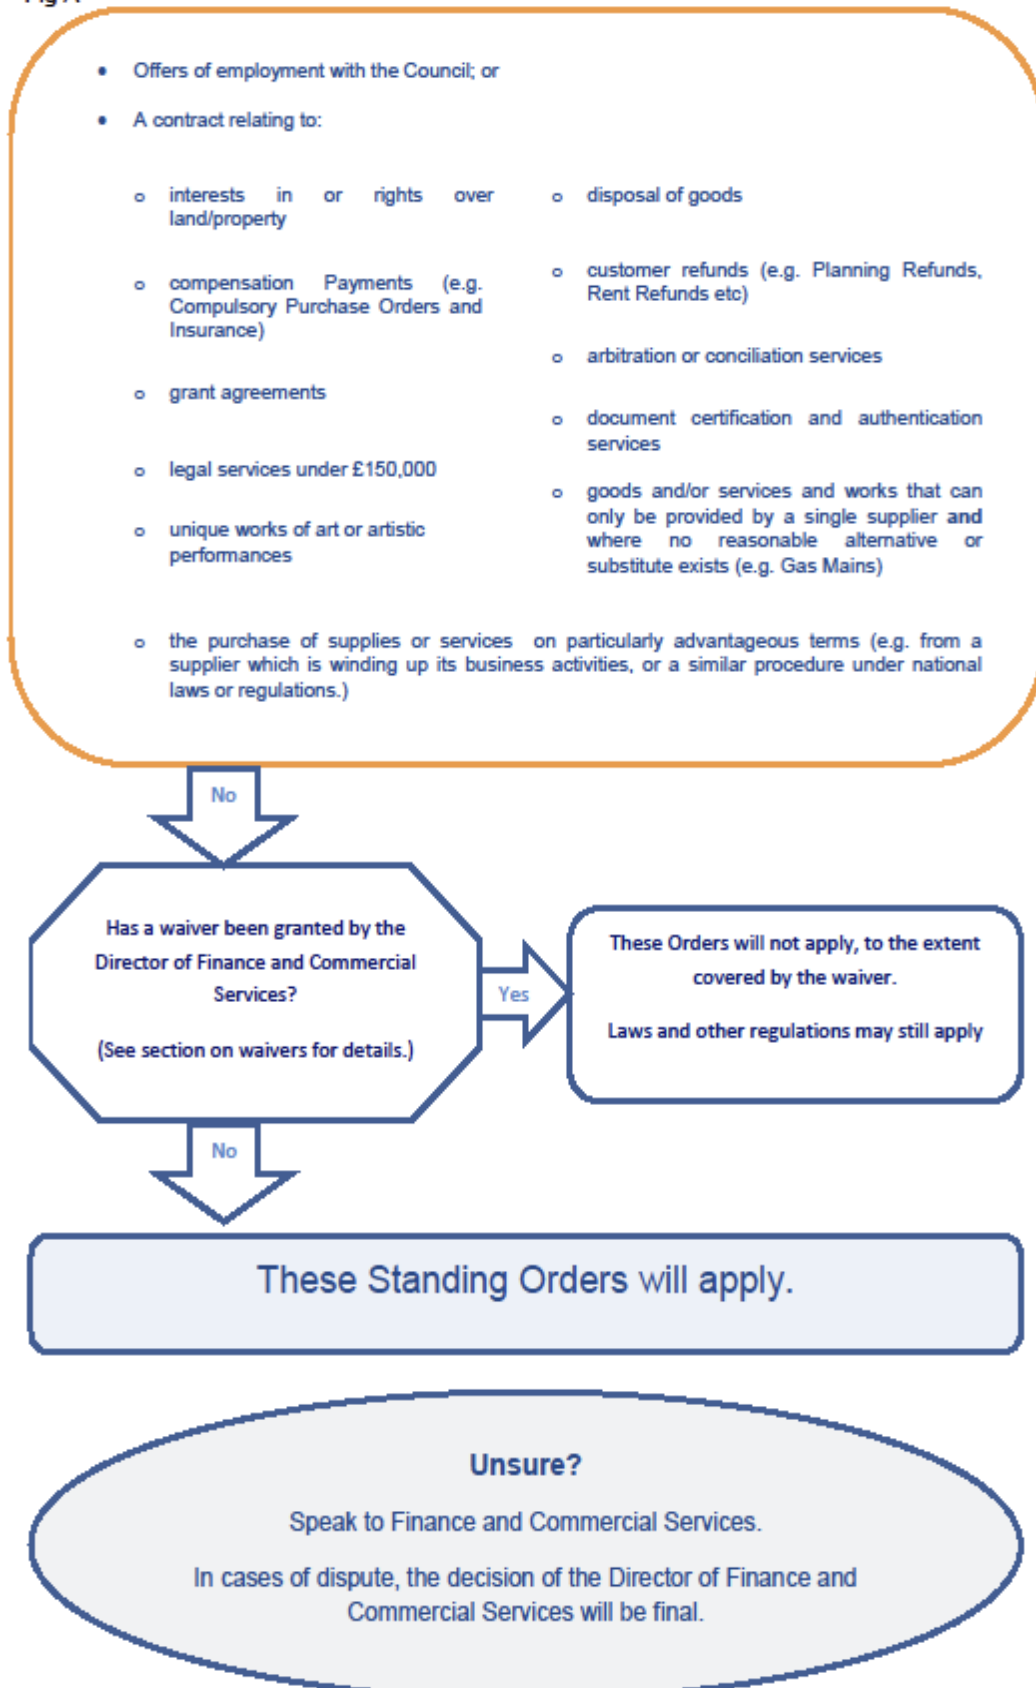 Fig A
• Offers of employment with the Council; or
• A contract relating to:
o interests in or rights over
land/property
o compensation Payments (e.g.
Compulsory Purchase Orders and
Insurance)
o grant agreements
o legal services under £150,000
o unique works of art or artistic
performances
o disposal of goods
o customer refunds (e.g. Planning Refunds,
Rent Refunds etc)
o arbitration or conciliation services
o document certification and authentication
services
o goods and/or services and works that can
only be provided by a single supplier and
where no reasonable alternative or
substitute exists (e.g. Gas Mains)
o the purchase of supplies or services on particularly advantageous terms (e.g. from a
supplier which is winding up its business activities, or a similar procedure under national
laws or regulations.)
No
Has a waiver been granted by the
Director of Finance and Commercial
Services?
(See section on waivers for details.)
Yes
These Orders will not apply, to the extent
covered by the waiver.
Laws and other regulations may still apply
No
These Standing Orders will apply.
Unsure?
Speak to Finance and Commercial Services.
In cases of dispute, the decision of the Director of Finance and
Commercial Services will be final.